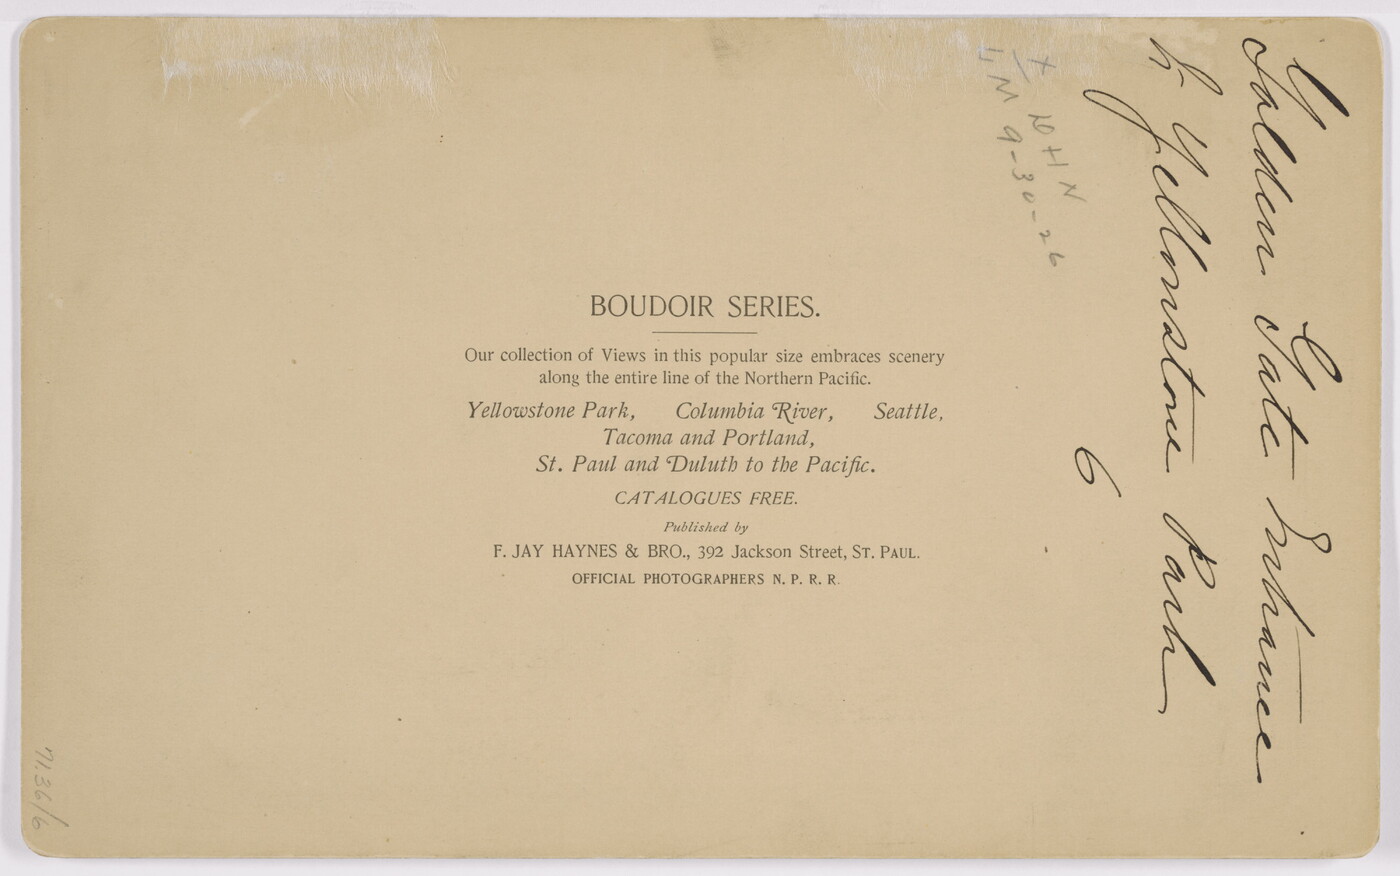 BOUDOIR SERIES.
Our collection of Views in this popular size embraces scenery
along the entire line of the Northern Pacific.
Yellowstone Park, Columbia River, Seattle,
Tacoma and Portland,
St. Paul and Duluth to the Pacific.
CATALOGUES FREE.
Published by
F. JAY HAYNES & BRO., 392 Jackson Street, ST. PAUL.
OFFICIAL PHOTOGRAPHERS N. P. R. R.
Golden Gate Entrance
to Yellowstone Park
6
9-30-26
71.36/6